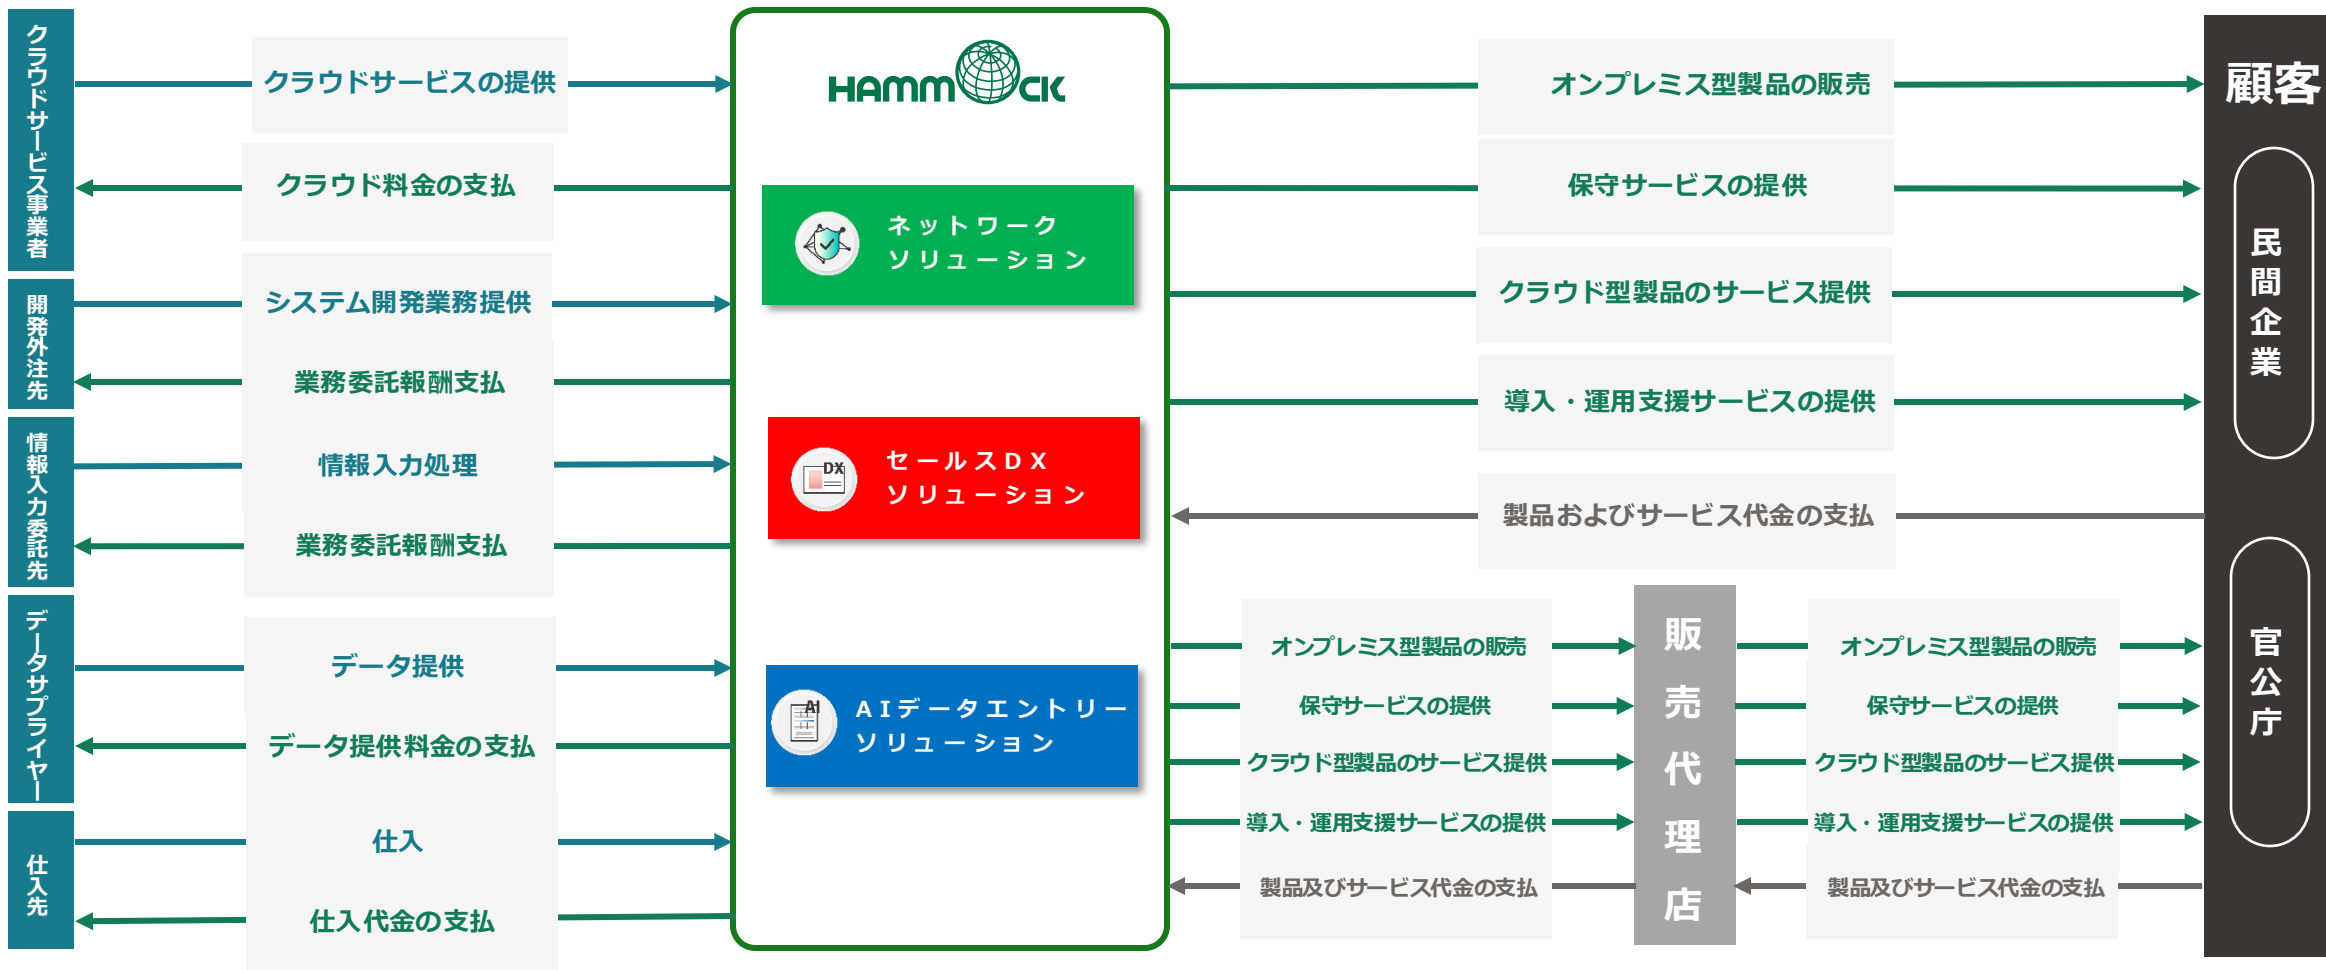 クラウドサービス事業者
クラウドサービスの提供
クラウド料金の支払
開発外注先
システム開発業務提供
業務委託報酬支払
情報入力委託先
情報入力処理
業務委託報酬支払
データサプライヤー
データ提供
データ提供料金の支払
仕入先
仕入
仕入代金の支払
HAMMOCK
ネットワーク
ソリューション
DX
セールスDX
ソリューション
AI
AIデータエントリー
ソリューション
オンプレミス型製品の販売
保守サービスの提供
クラウド型製品のサービス提供
導入・運用支援サービスの提供
製品およびサービス代金の支払
オンプレミス型製品の販売
保守サービスの提供
クラウド型製品のサービス提供
導入・運用支援サービスの提供
製品及びサービス代金の支払
販売代理店
オンプレミス型製品の販売
保守サービスの提供
クラウド型製品のサービス提供
導入・運用支援サービスの提供
製品及びサービス代金の支払
顧客
民間企業
官公庁